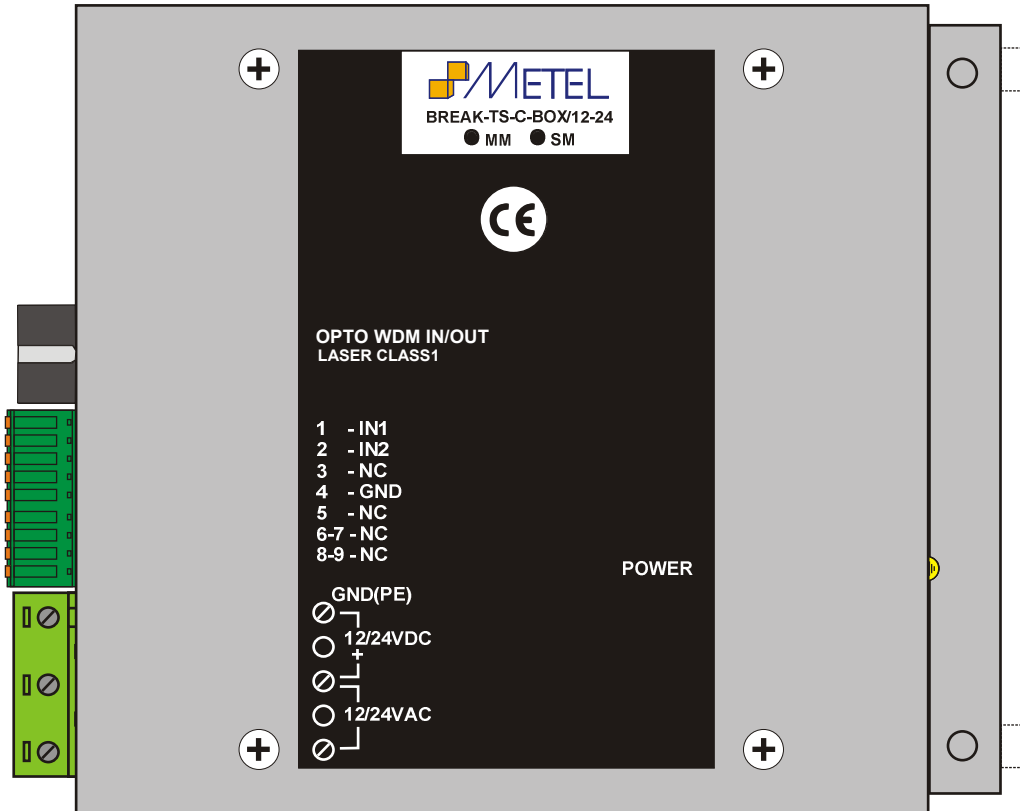 METEL
BREAK-TS-C-BOX/12-24
MM SM
CE
OPTO WDM IN/OUT
LASER CLASS1
1 - IN1
2 - IN2
3 - NC
4 - GND
5 - NC
6-7 - NC
8-9 - NC
POWER
GND(PE)
12/24VDC
+
12/24VAC